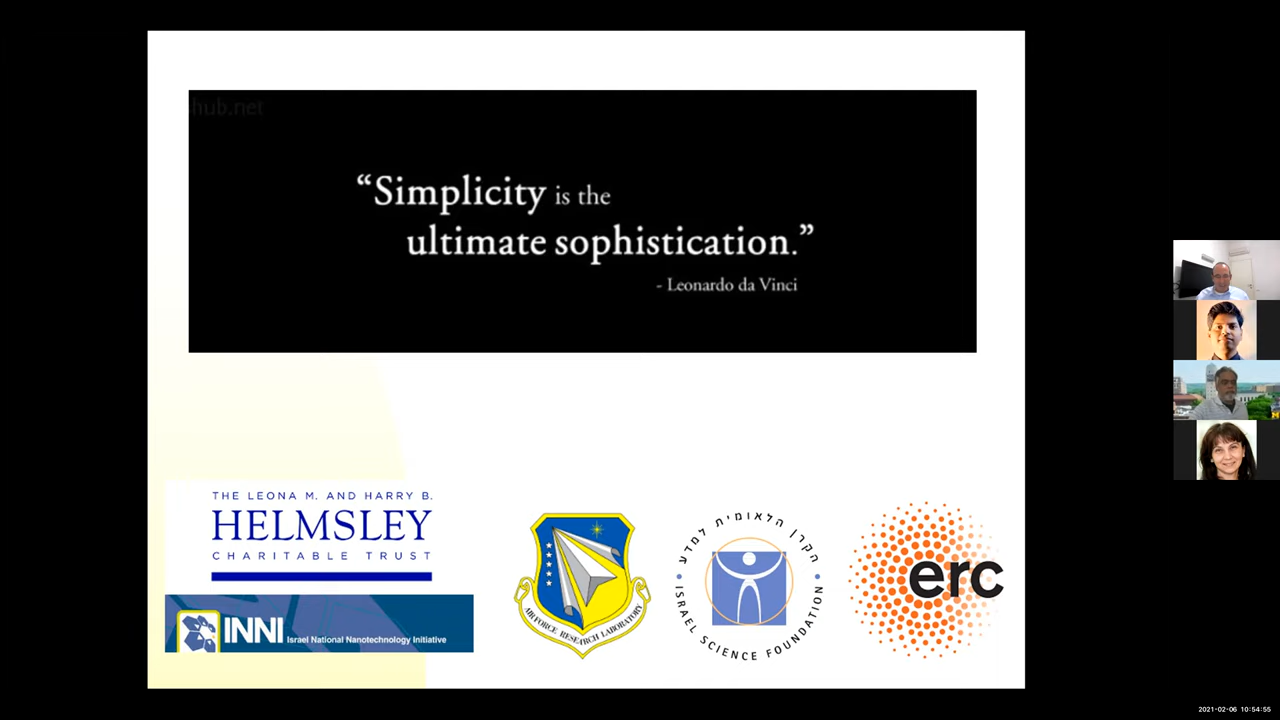 hub.net
“Simplicity is the
ultimate sophistication.”
- Leonardo da Vinci
THE LEONA M. AND HARRY B.
HELMSLEY
CHARITABLE TRUST
INNI Israel National Nanotechnology Initiative
AIR FORCE RESEARCH LABORATORY
הקרן הלאומית למדע
ISRAEL SCIENCE FOUNDATION
erc
2021-02-06 10:54:55